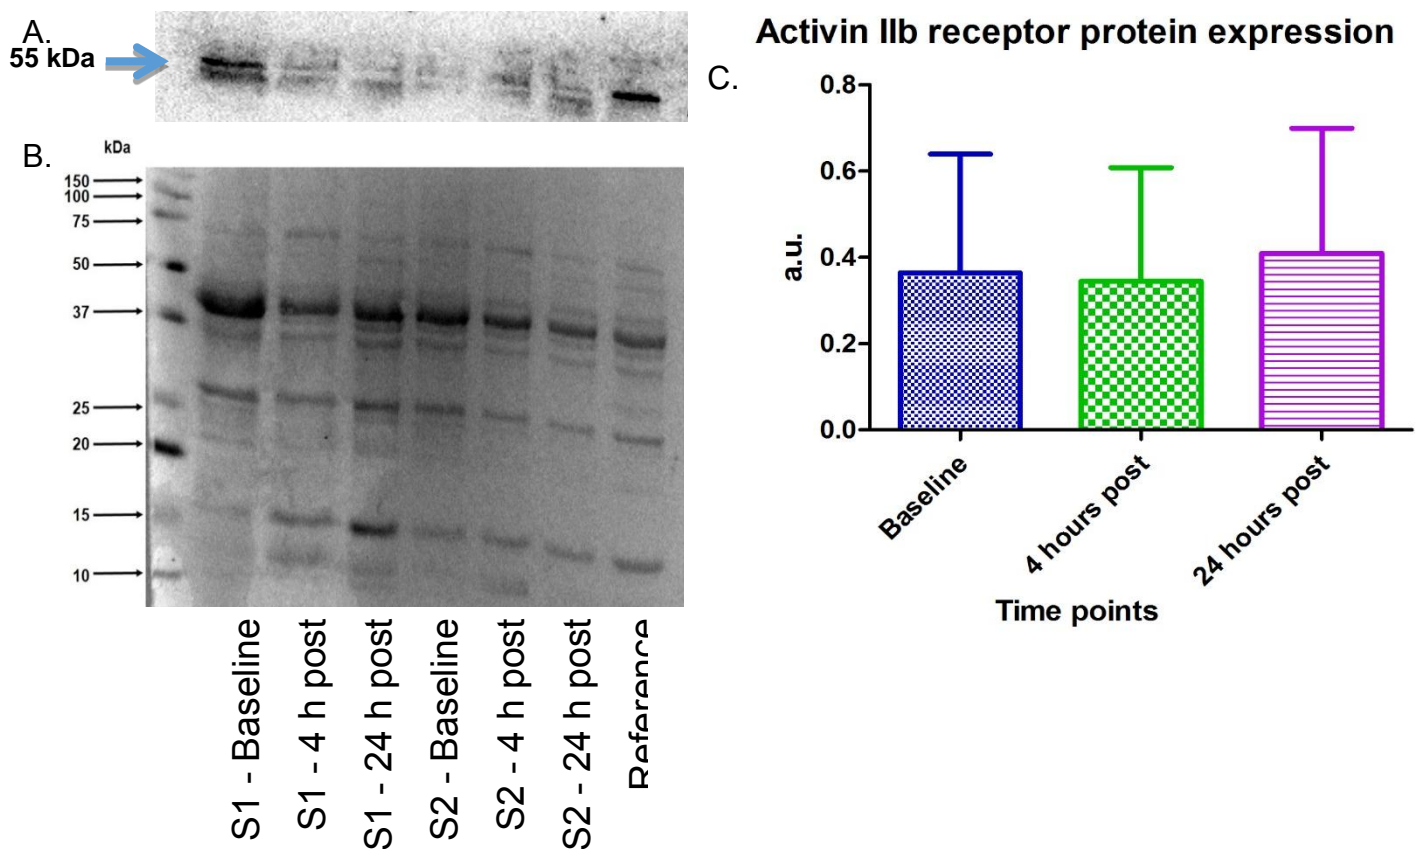 A.
55 kDa
B.
kDa
150
100
75
50
37
25
20
15
10
S1 - Baseline
S1 - 4 h post
S1 - 24 h post
S2 - Baseline
S2 - 4 h post
S2 - 24 h post
Reference
Activin IIb receptor protein expression
C.
a.u.
0.8
0.6
0.4
0.2
0.0
Baseline
4 hours post
24 hours post
Time points